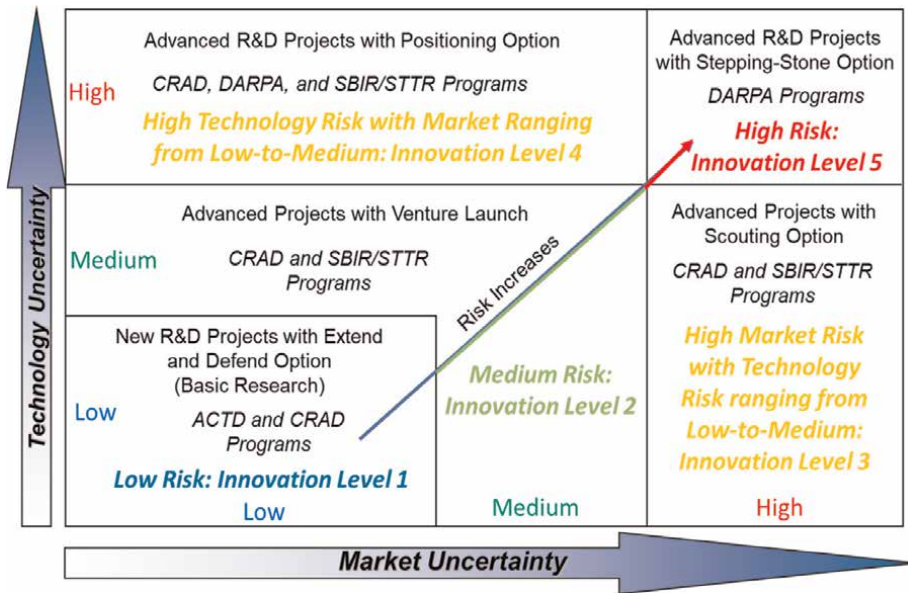 Advanced R&D Projects with Positioning Option
CRAD, DARPA, and SBIR/STTR Programs
High
High Technology Risk with Market Ranging
from Low-to-Medium: Innovation Level 4
Advanced R&D Projects
with Stepping-Stone Option
DARPA Programs
High Risk:
Innovation Level 5
Technology Uncertainty
Advanced Projects with Venture Launch
Medium
CRAD and SBIR/STTR
Programs
Risk Increases
Advanced Projects with
Scouting Option
CRAD and SBIR/STTR
Programs
High Market Risk
with Technology
Risk ranging from
Low-to-Medium:
Innovation Level 3
New R&D Projects with Extend
and Defend Option
(Basic Research)
Low
ACTD and CRAD
Programs
Low Risk: Innovation Level 1
Medium Risk:
Innovation Level 2
Low
Medium
High
Market Uncertainty